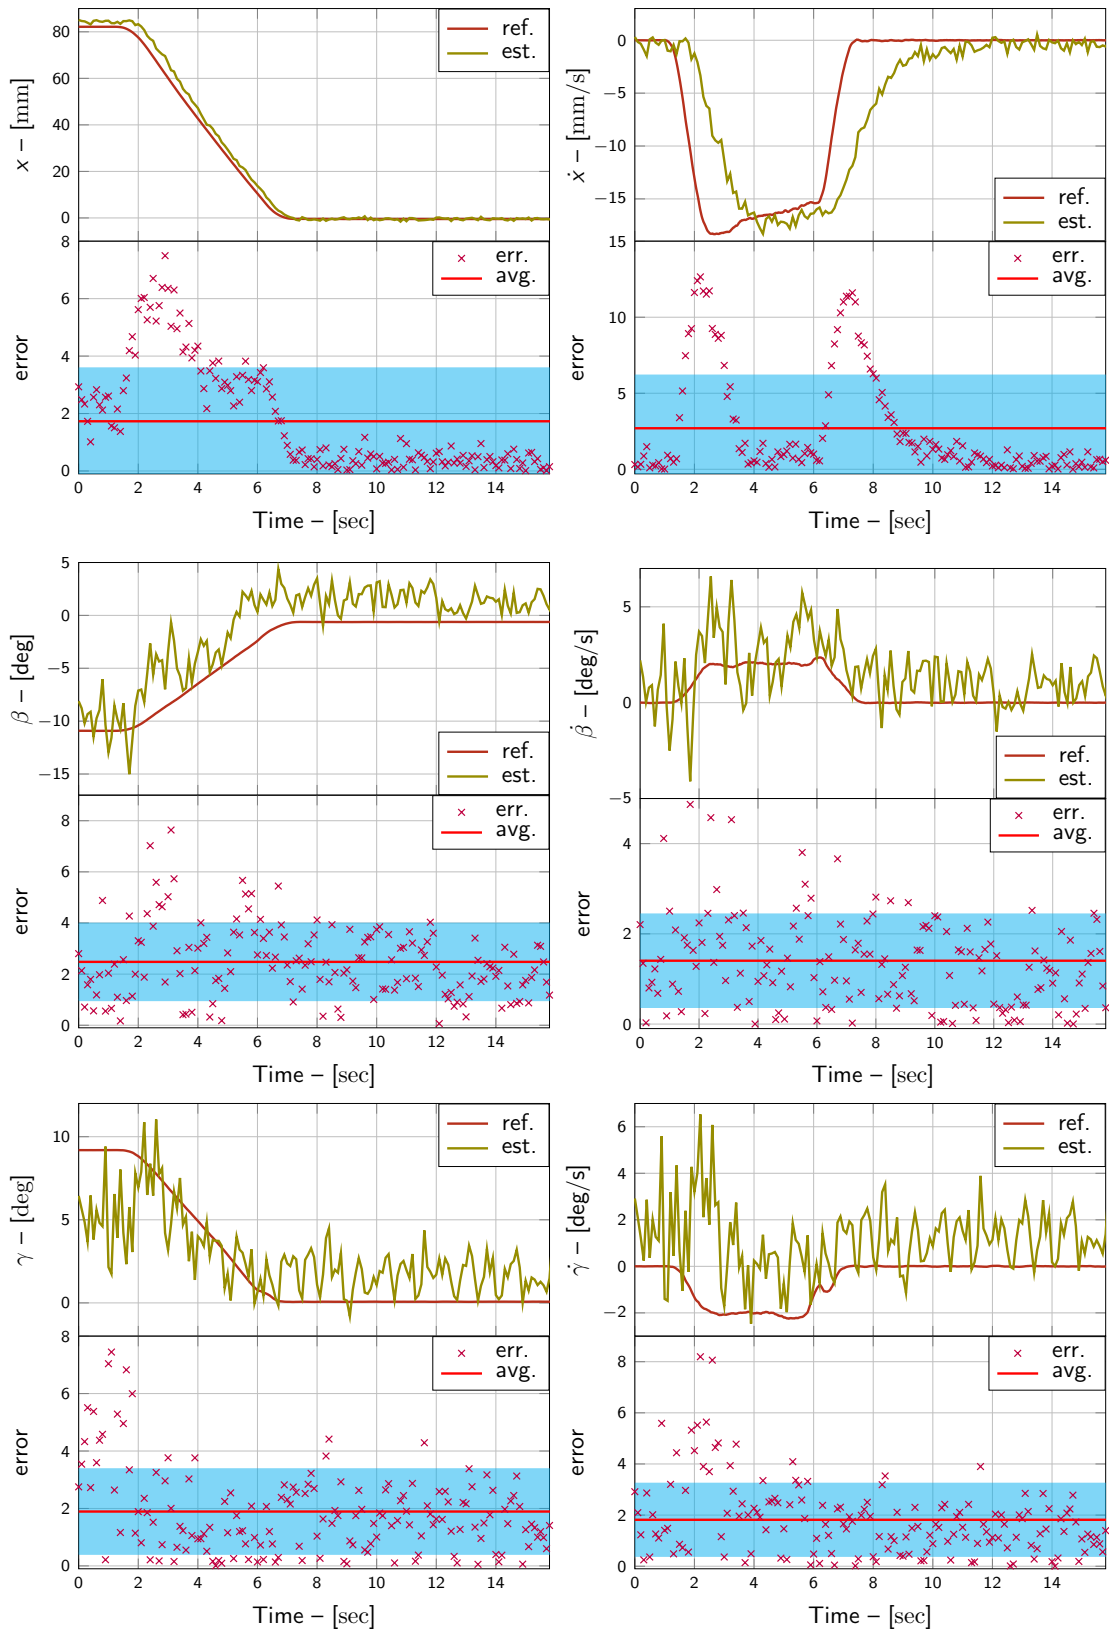 80
60
40
20
0
x – [mm]
ref.
est.
8
6
4
2
0
error
err.
avg.
0 2 4 6 8 10 12 14
Time – [sec]
0
−5
−10
−15
ẋ – [mm/s]
ref.
est.
15
10
5
0
error
err.
avg.
0 2 4 6 8 10 12 14
Time – [sec]
5
0
−5
−10
−15
β – [deg]
ref.
est.
8
6
4
2
0
error
err.
avg.
0 2 4 6 8 10 12 14
Time – [sec]
5
0
−5
β̇ – [deg/s]
ref.
est.
4
2
0
error
err.
avg.
0 2 4 6 8 10 12 14
Time – [sec]
10
5
0
γ – [deg]
ref.
est.
8
6
4
2
0
error
err.
avg.
0 2 4 6 8 10 12 14
Time – [sec]
6
4
2
0
−2
γ̇ – [deg/s]
ref.
est.
8
6
4
2
0
error
err.
avg.
0 2 4 6 8 10 12 14
Time – [sec]